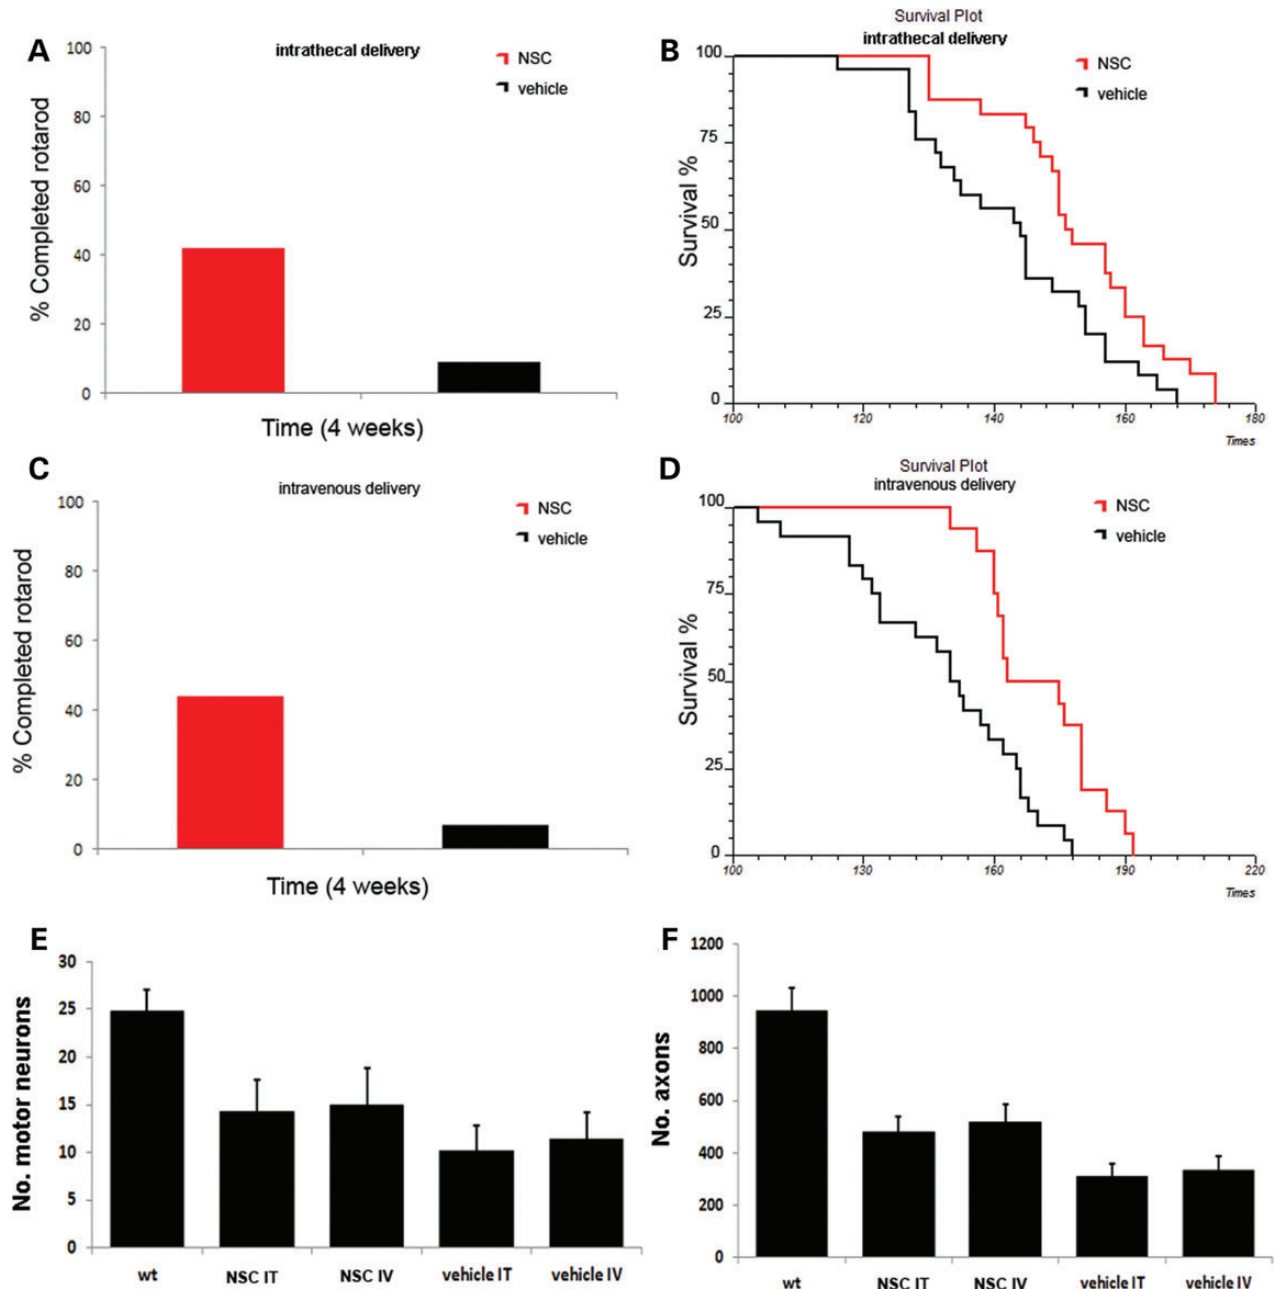 A
intrathecal delivery
NSC
vehicle
% Completed rotarod
100
80
60
40
20
0
Time (4 weeks)
B
Survival Plot
intrathecal delivery
NSC
vehicle
Survival %
100
75
50
25
0
100 120 140 160 180
Times
C
intravenous delivery
NSC
vehicle
% Completed rotarod
100
80
60
40
20
0
Time (4 weeks)
D
Survival Plot
intravenous delivery
NSC
vehicle
Survival %
100
75
50
25
0
100 130 160 190 220
Times
E
No. motor neurons
30
25
20
15
10
5
0
wt NSC IT NSC IV vehicle IT vehicle IV
F
No. axons
1200
1000
800
600
400
200
0
wt NSC IT NSC IV vehicle IT vehicle IV